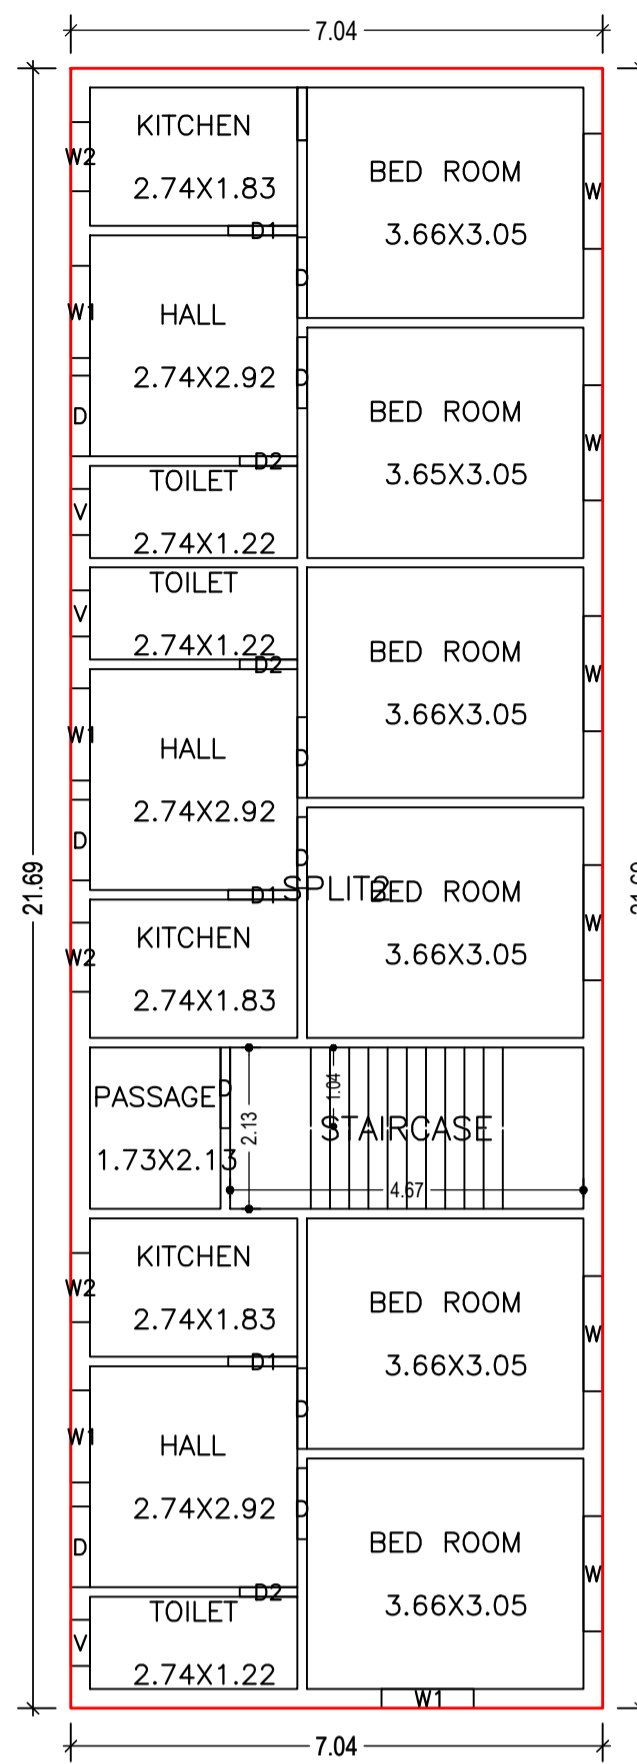 7.04
KITCHEN
2.74X1.83
W2
BED ROOM
3.66X3.05
W
D1
W1
HALL
2.74X2.92
D
D
D
BED ROOM
3.65X3.05
W
D2
TOILET
2.74X1.22
V
TOILET
2.74X1.22
V
D2
BED ROOM
3.66X3.05
W
W1
HALL
2.74X2.92
D
D
D
21.69
21.69
SPLIT2
D1
BED ROOM
3.66X3.05
W
KITCHEN
2.74X1.83
W2
PASSAGE
1.73X2.13
D
2.13
1.04
STAIRCASE
4.67
KITCHEN
2.74X1.83
W2
BED ROOM
3.66X3.05
W
D1
W1
HALL
2.74X2.92
D
D
D
BED ROOM
3.66X3.05
W
D2
TOILET
2.74X1.22
V
W1
7.04